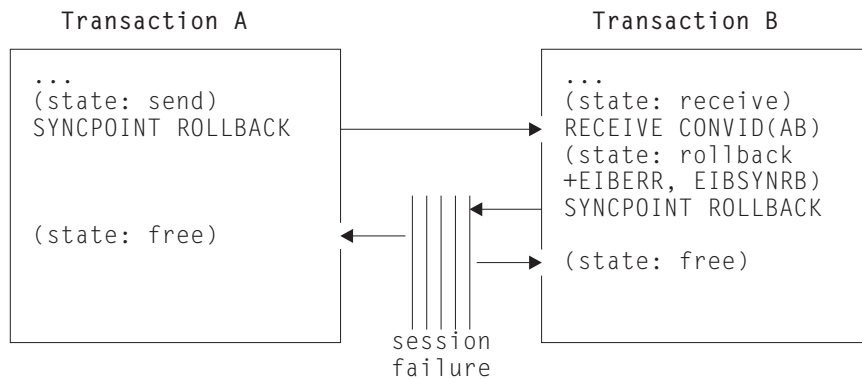 Transaction A
Transaction B
...
(state: send)
SYNCPOINT ROLLBACK
(state: free)
...
(state: receive)
RECEIVE CONVID(AB)
(state: rollback
+EIBERR, EIBSYNRB)
SYNCPOINT ROLLBACK
(state: free)
session
failure